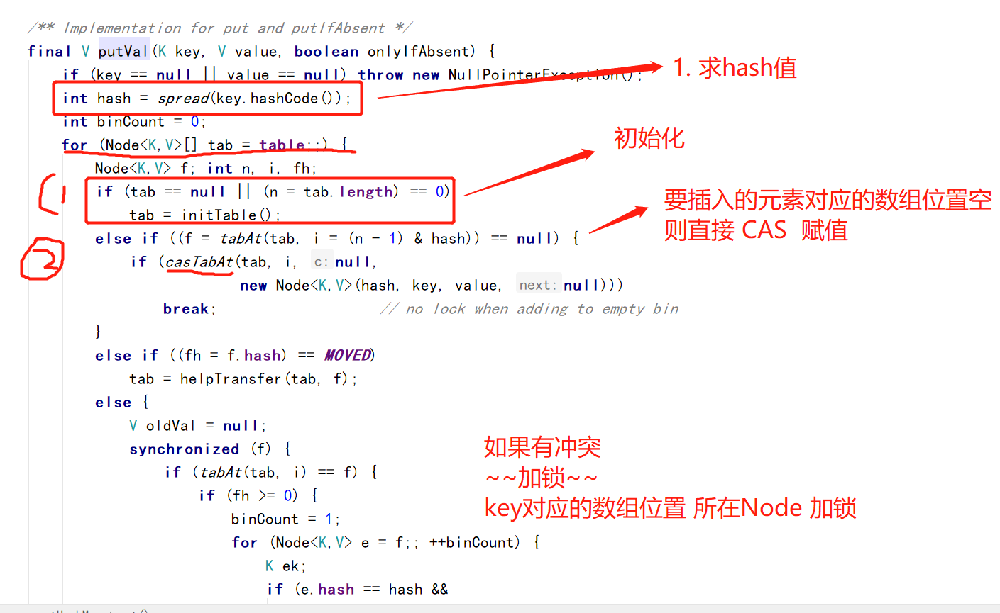 /** Implementation for put and putIfAbsent */
final V putVal(K key, V value, boolean onlyIfAbsent) {
if (key == null || value == null) throw new NullPointerException();
1. 求hash值
int hash = spread(key.hashCode());
int binCount = 0;
初始化
for (Node<K,V>[] tab = table;;) {
Node<K,V> f; int n, i, fh;
(1
if (tab == null || (n = tab.length) == 0)
tab = initTable();
要插入的元素对应的数组位置空
则直接 CAS 赋值
else if ((f = tabAt(tab, i = (n - 1) & hash)) == null) {
2
if (casTabAt(tab, i, c: null,
new Node<K,V>(hash, key, value, next: null)))
break; // no lock when adding to empty bin
}
else if ((fh = f.hash) == MOVED)
tab = helpTransfer(tab, f);
else {
V oldVal = null;
synchronized (f) {
如果有冲突
~~加锁~~
key对应的数组位置 所在Node 加锁
if (tabAt(tab, i) == f) {
if (fh >= 0) {
binCount = 1;
for (Node<K,V> e = f;; ++binCount) {
K ek;
if (e.hash == hash &&